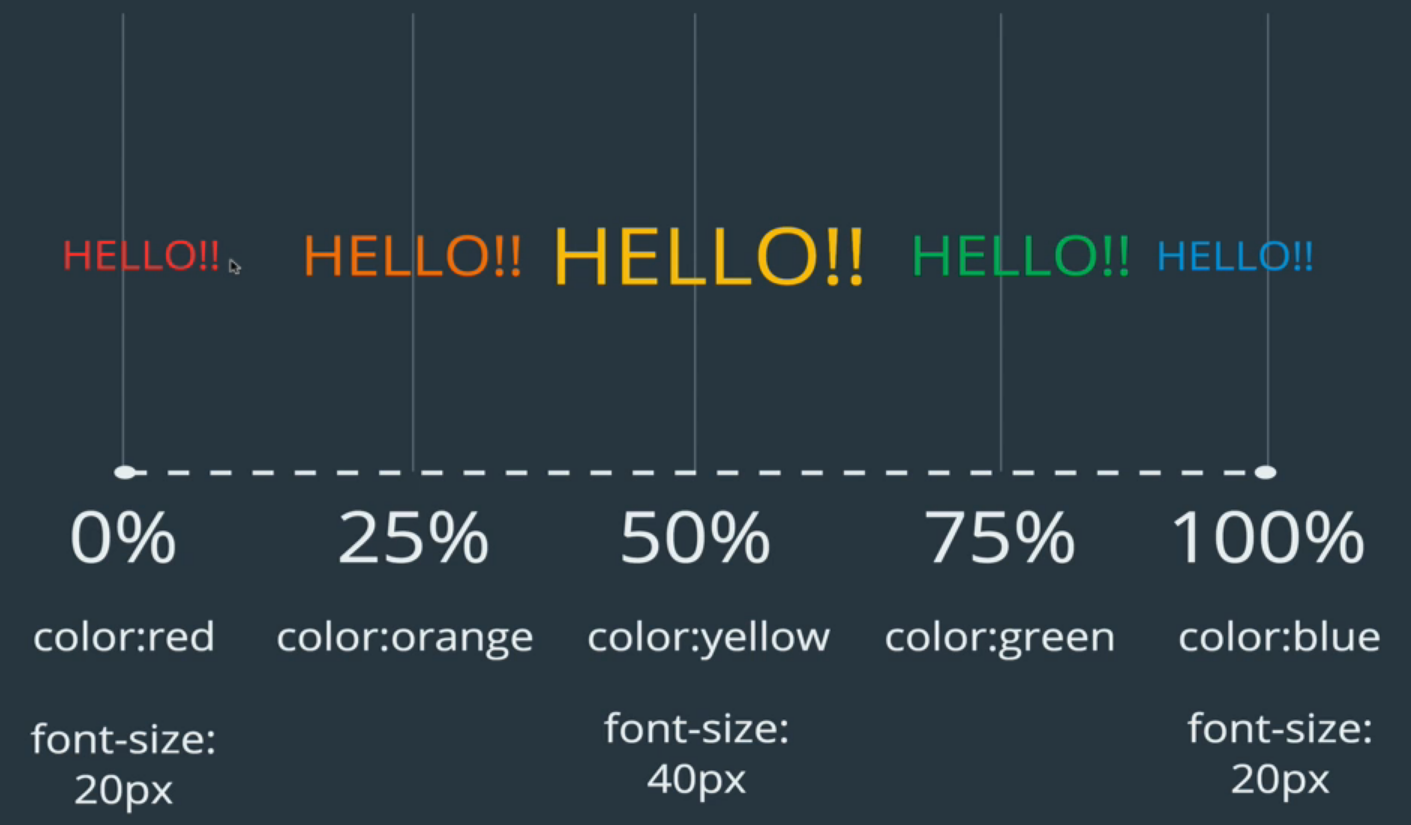 HELLO!! HELLO!! HELLO!! HELLO!! HELLO!!
0% 25% 50% 75% 100%
color:red color:orange color:yellow color:green color:blue
font-size: font-size: font-size:
20px 40px 20px